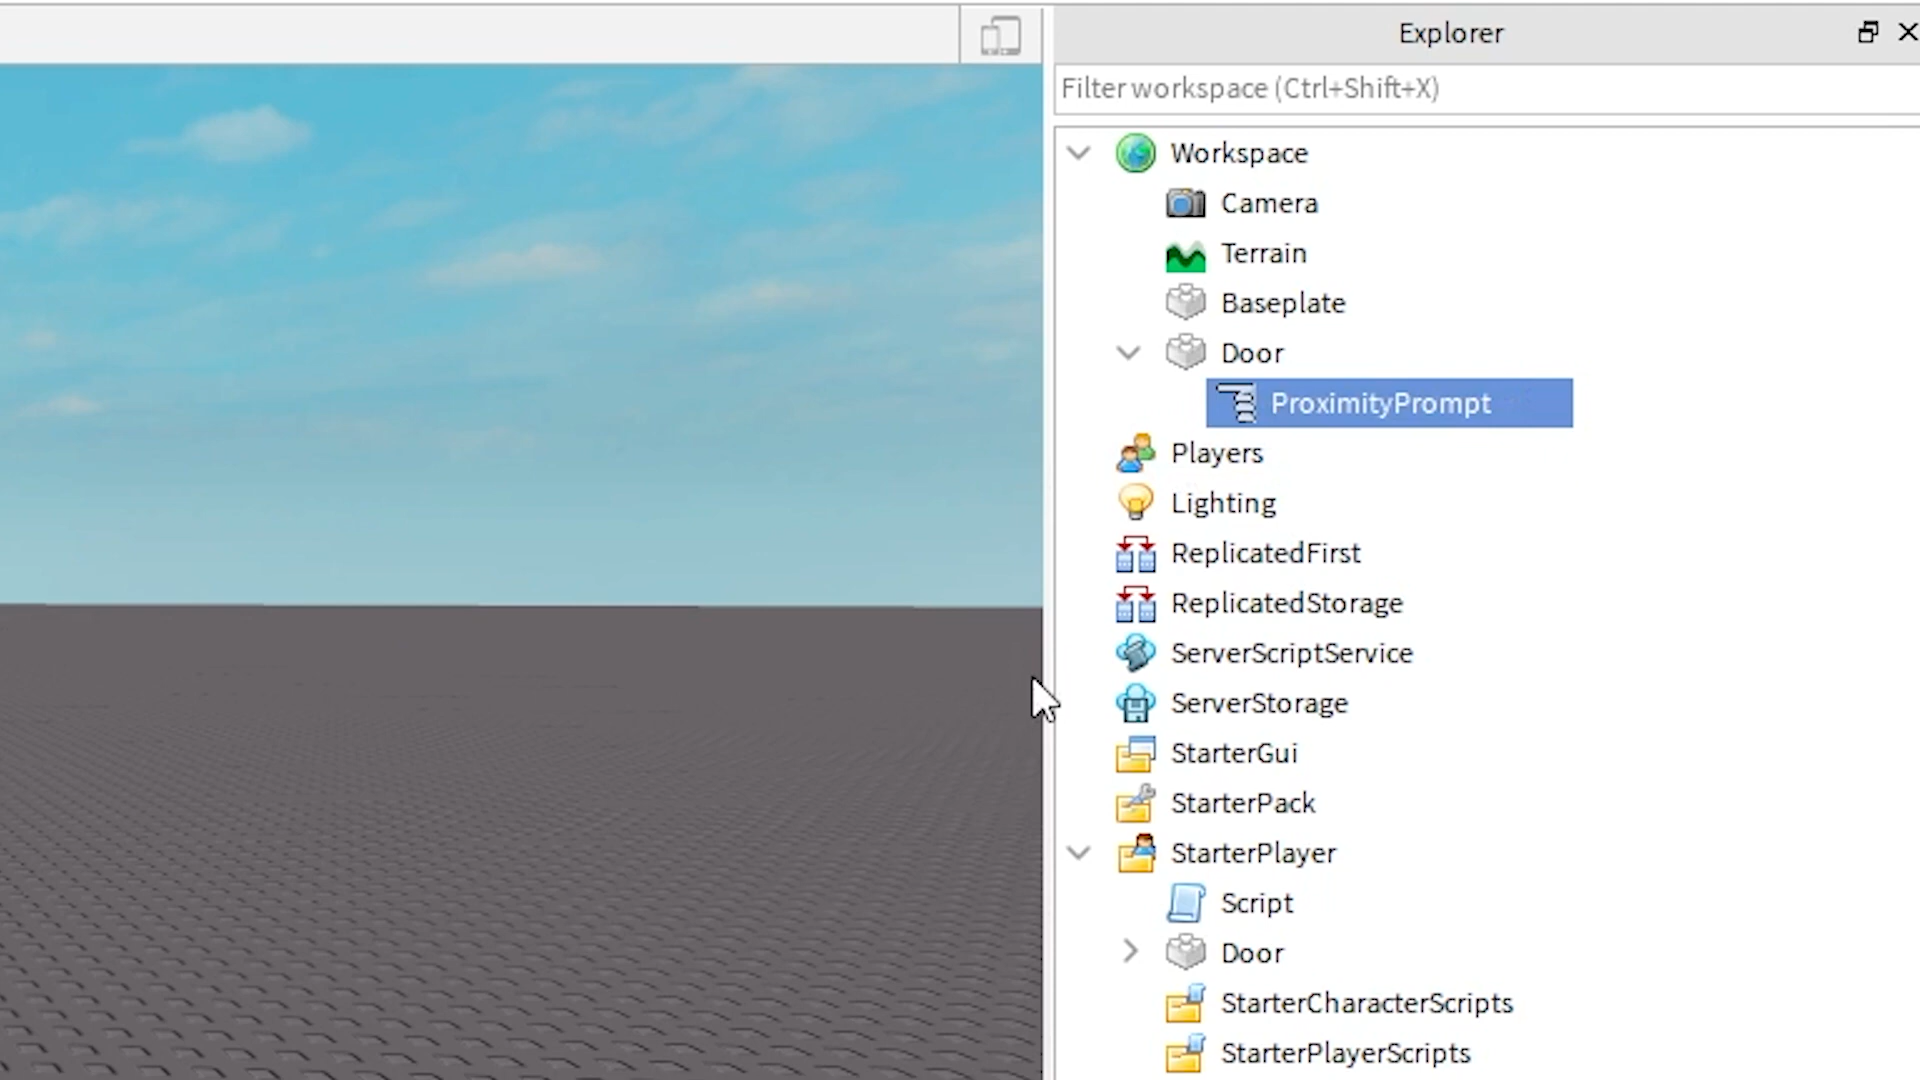 Explorer
Filter workspace (Ctrl+Shift+X)
Workspace
Camera
Terrain
Baseplate
Door
ProximityPrompt
Players
Lighting
ReplicatedFirst
ReplicatedStorage
ServerScriptService
ServerStorage
StarterGui
StarterPack
StarterPlayer
Script
Door
StarterCharacterScripts
StarterPlayerScripts